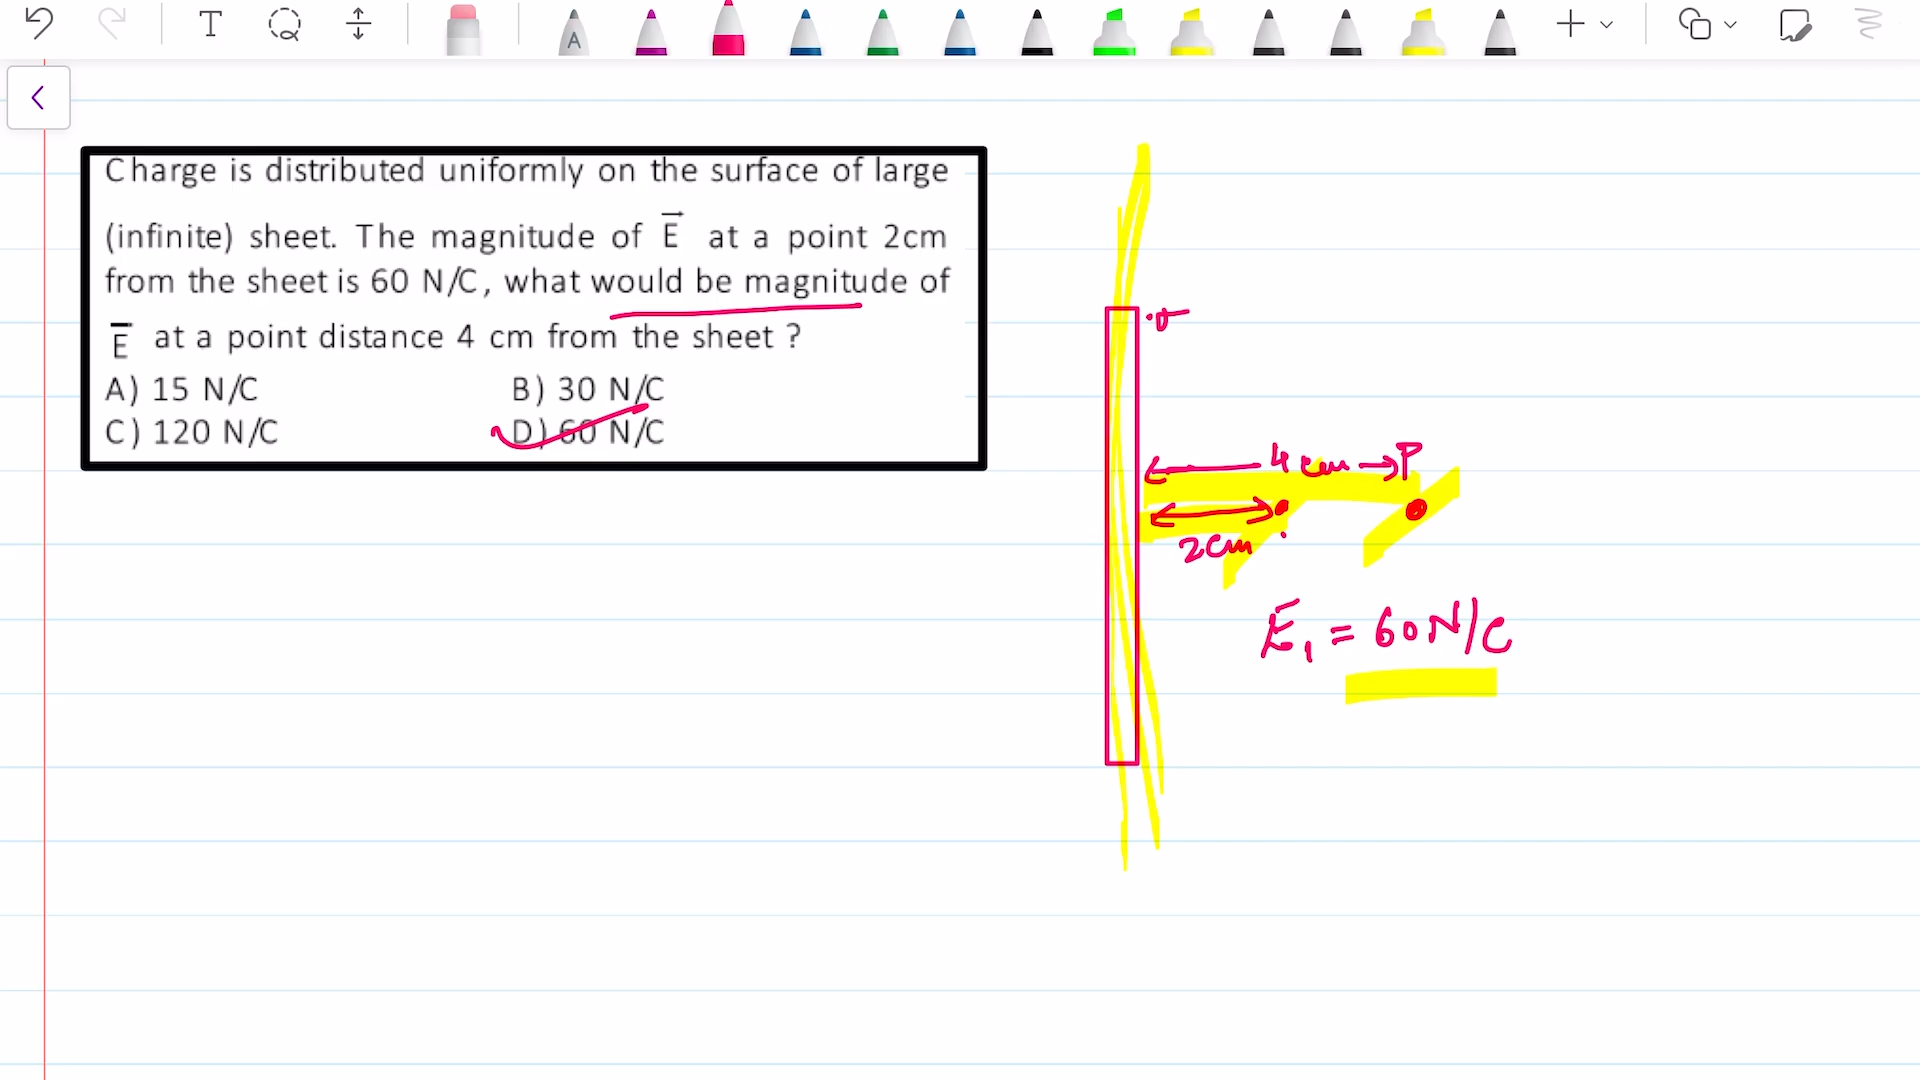 T
A
Charge is distributed uniformly on the surface of large
(infinite) sheet. The magnitude of E⃗ at a point 2cm
from the sheet is 60 N/C, what would be magnitude of
E̅ at a point distance 4 cm from the sheet ?
A) 15 N/C B) 30 N/C
C) 120 N/C D) 60 N/C
σ
4 cm P
2cm
E₁ = 60 N/C